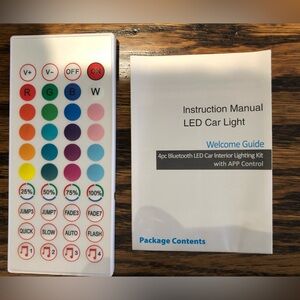 V+ V- OFF ON
R G B W
25% 50% 75% 100%
JUMP3 JUMP7 FADE3 FADE7
QUICK SLOW AUTO FLASH
1 2 3 4
Instruction Manual
LED Car Light
Welcome Guide
4pc Bluetooth LED Car Interior Lighting Kit
with APP Control
Package Contents